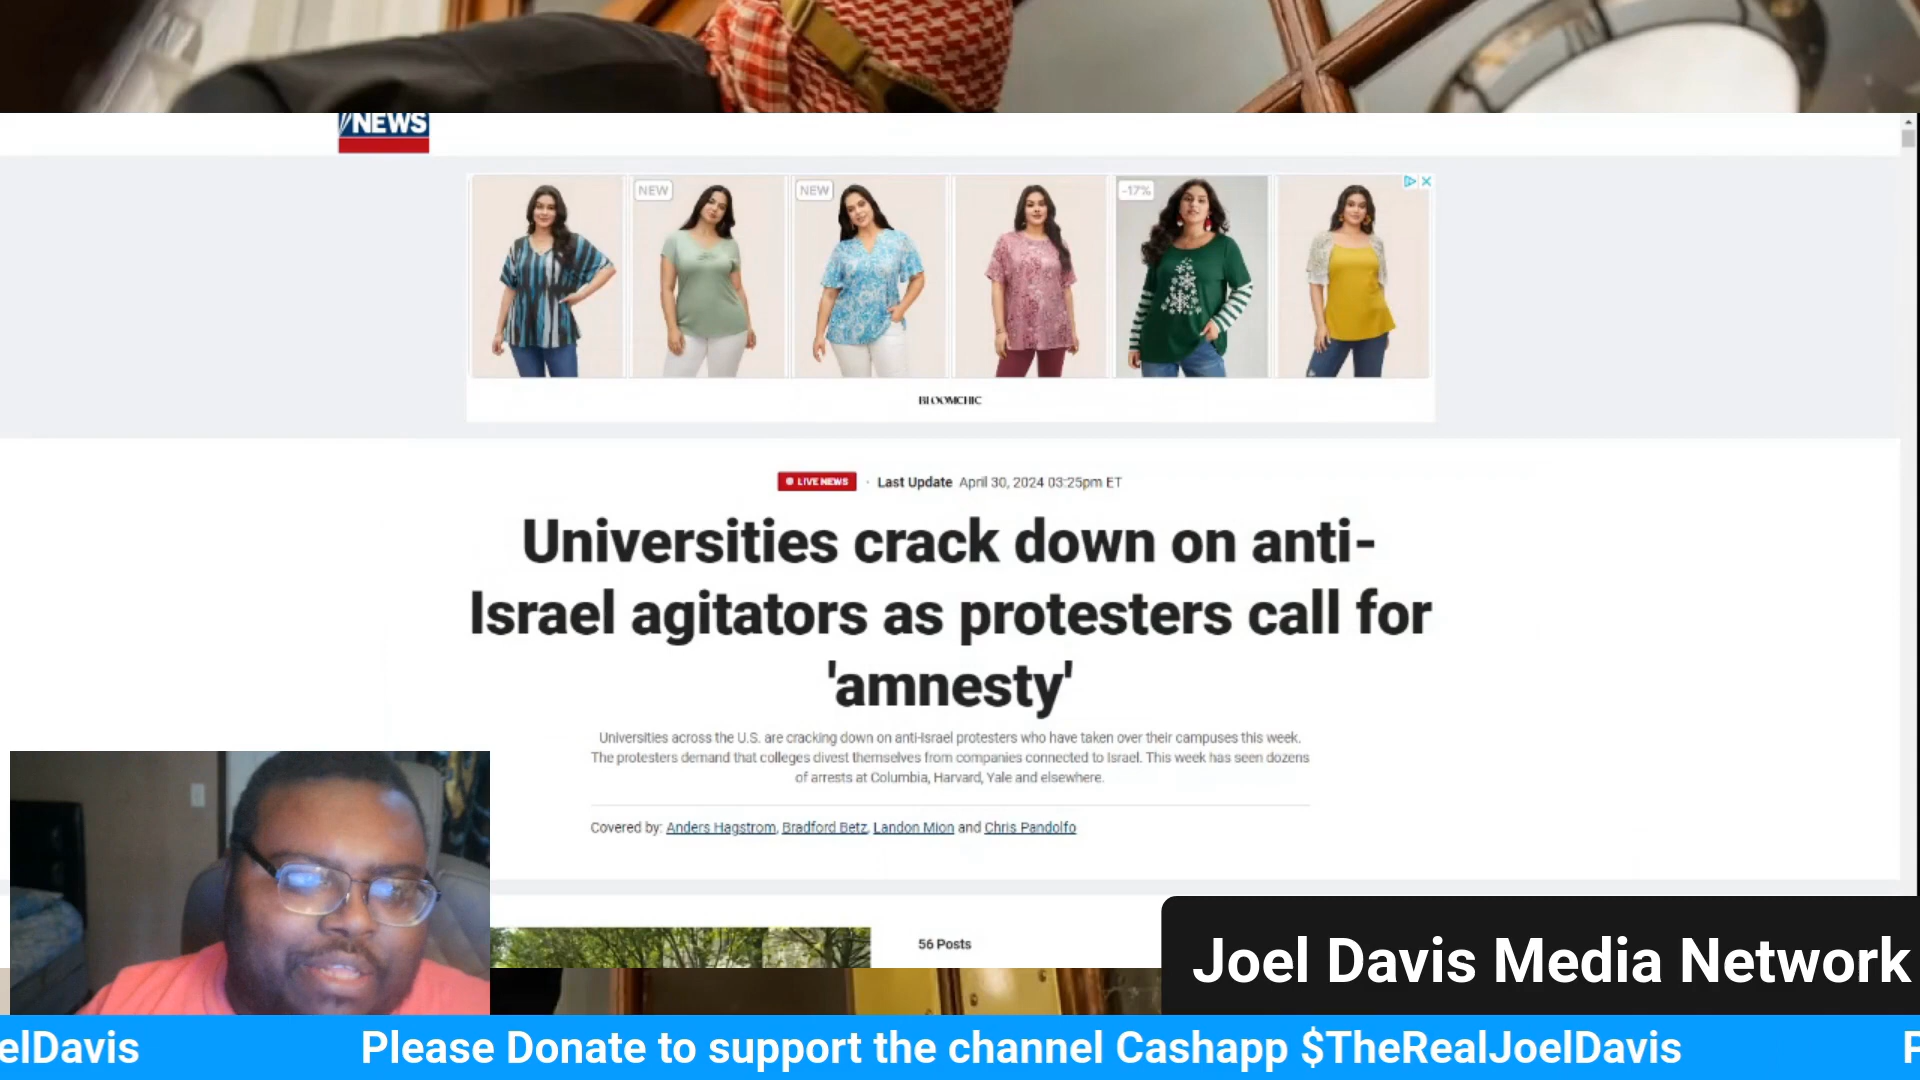 NEWS
NEW
NEW
-17%
BLOOMCHIC
LIVE NEWS · Last Update April 30, 2024 03:25pm ET
Universities crack down on anti-
Israel agitators as protesters call for
'amnesty'
Universities across the U.S. are cracking down on anti-Israel protesters who have taken over their campuses this week.
The protesters demand that colleges divest themselves from companies connected to Israel. This week has seen dozens
of arrests at Columbia, Harvard, Yale and elsewhere.
Covered by: Anders Hagstrom, Bradford Betz, Landon Mion and Chris Pandolfo
56 Posts
Joel Davis Media Network
elDavis Please Donate to support the channel Cashapp $TheRealJoelDavis P